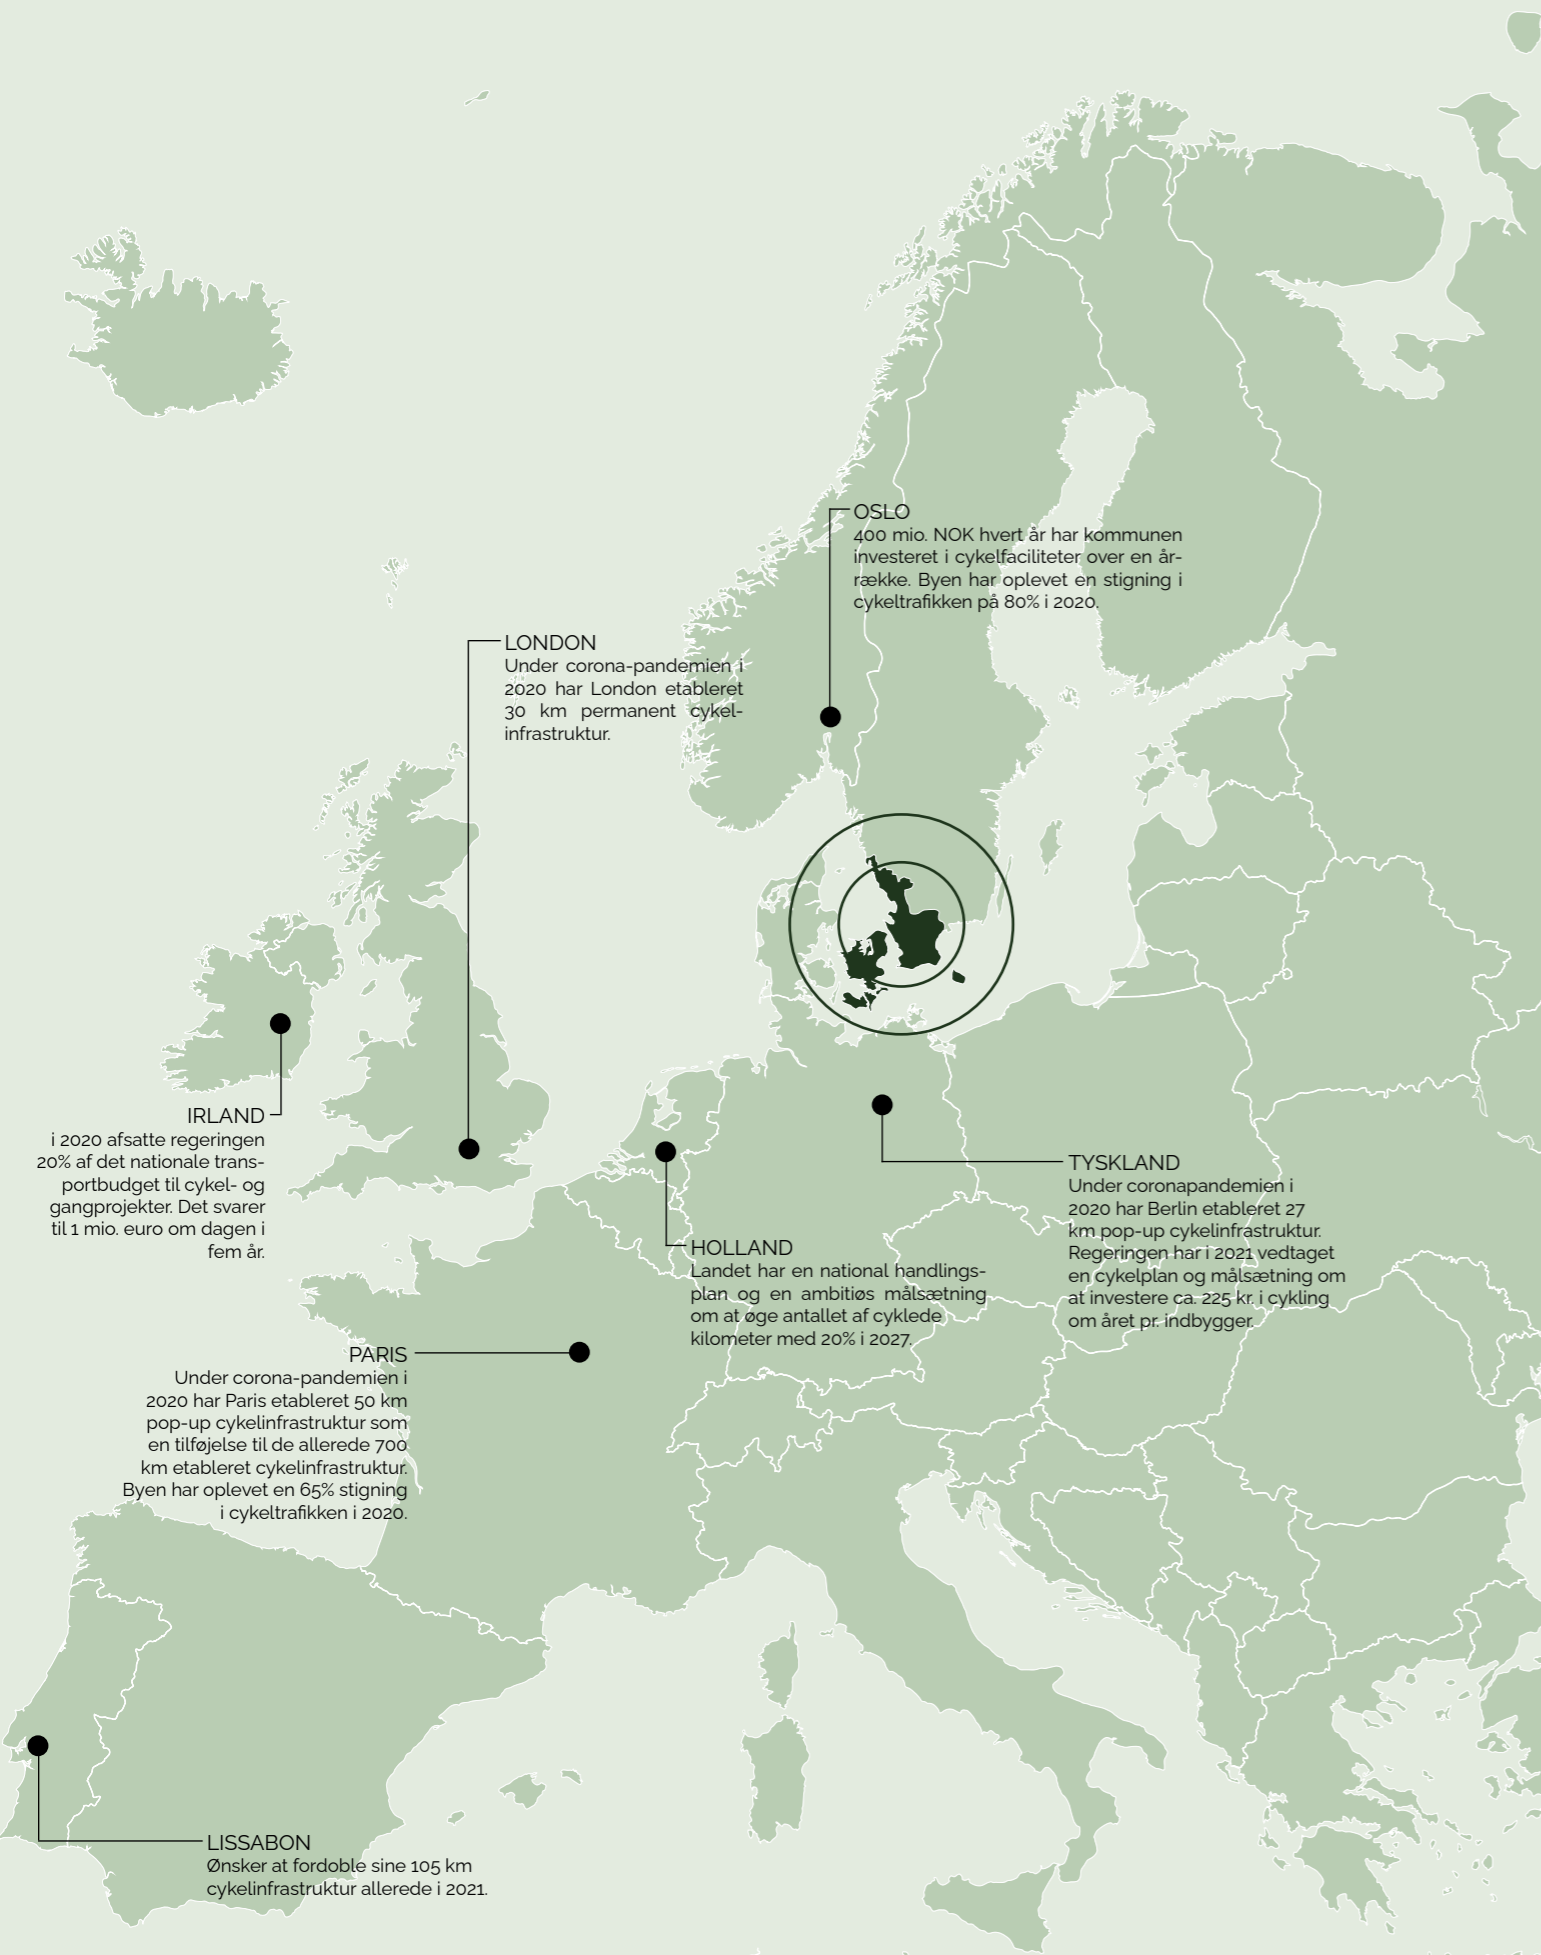 OSLO
400 mio. NOK hvert år har kommunen
investeret i cykelfaciliteter over en år-
række. Byen har oplevet en stigning i
cykeltrafikken på 80% i 2020.
LONDON
Under corona-pandemien i
2020 har London etableret
30 km permanent cykel-
infrastruktur.
IRLAND
i 2020 afsatte regeringen
20% af det nationale trans-
portbudget til cykel- og
gangprojekter. Det svarer
til 1 mio. euro om dagen i
fem år.
TYSKLAND
Under coronapandemien i
2020 har Berlin etableret 27
km pop-up cykelinfrastruktur.
Regeringen har i 2021 vedtaget
en cykelplan og målsætning om
at investere ca. 225 kr. i cykling
om året pr. indbygger.
HOLLAND
Landet har en national handlings-
plan og en ambitiøs målsætning
om at øge antallet af cyklede
kilometer med 20% i 2027.
PARIS
Under corona-pandemien i
2020 har Paris etableret 50 km
pop-up cykelinfrastruktur som
en tilføjelse til de allerede 700
km etableret cykelinfrastruktur.
Byen har oplevet en 65% stigning
i cykeltrafikken i 2020.
LISSABON
Ønsker at fordoble sine 105 km
cykelinfrastruktur allerede i 2021.